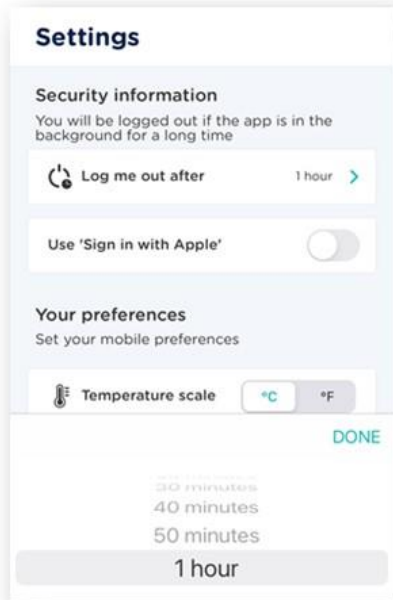 Settings
Security information
You will be logged out if the app is in the
background for a long time
Log me out after 1 hour
Use 'Sign in with Apple'
Your preferences
Set your mobile preferences
Temperature scale °C °F
DONE
30 minutes
40 minutes
50 minutes
1 hour